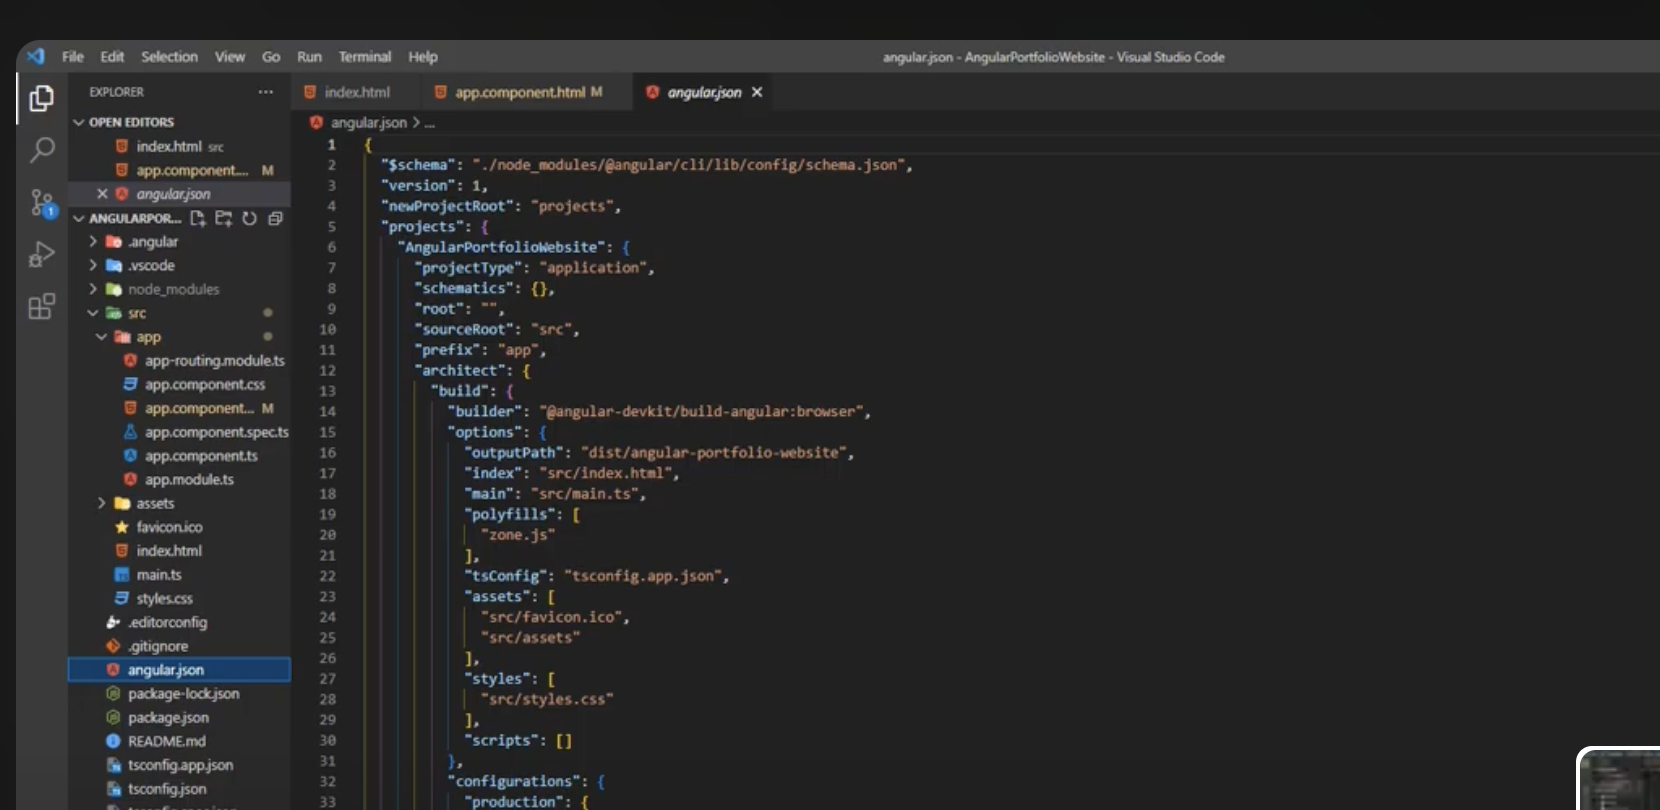 File Edit Selection View Go Run Terminal Help
angular.json - AngularPortfolioWebsite - Visual Studio Code
EXPLORER
OPEN EDITORS
index.html src
app.component.... M
angular.json
ANGULARPOR...
.angular
.vscode
node_modules
src
app
app-routing.module.ts
app.component.css
app.component... M
app.component.spec.ts
app.component.ts
app.module.ts
assets
favicon.ico
index.html
main.ts
styles.css
.editorconfig
.gitignore
angular.json
package-lock.json
package.json
README.md
tsconfig.app.json
tsconfig.json
1
index.html app.component.html M angular.json
angular.json > ...
1 {
2 "$schema": "./node_modules/@angular/cli/lib/config/schema.json",
3 "version": 1,
4 "newProjectRoot": "projects",
5 "projects": {
6 "AngularPortfolioWebsite": {
7 "projectType": "application",
8 "schematics": {},
9 "root": "",
10 "sourceRoot": "src",
11 "prefix": "app",
12 "architect": {
13 "build": {
14 "builder": "@angular-devkit/build-angular:browser",
15 "options": {
16 "outputPath": "dist/angular-portfolio-website",
17 "index": "src/index.html",
18 "main": "src/main.ts",
19 "polyfills": [
20 "zone.js"
21 ],
22 "tsConfig": "tsconfig.app.json",
23 "assets": [
24 "src/favicon.ico",
25 "src/assets"
26 ],
27 "styles": [
28 "src/styles.css"
29 ],
30 "scripts": []
31 },
32 "configurations": {
33 "production": {